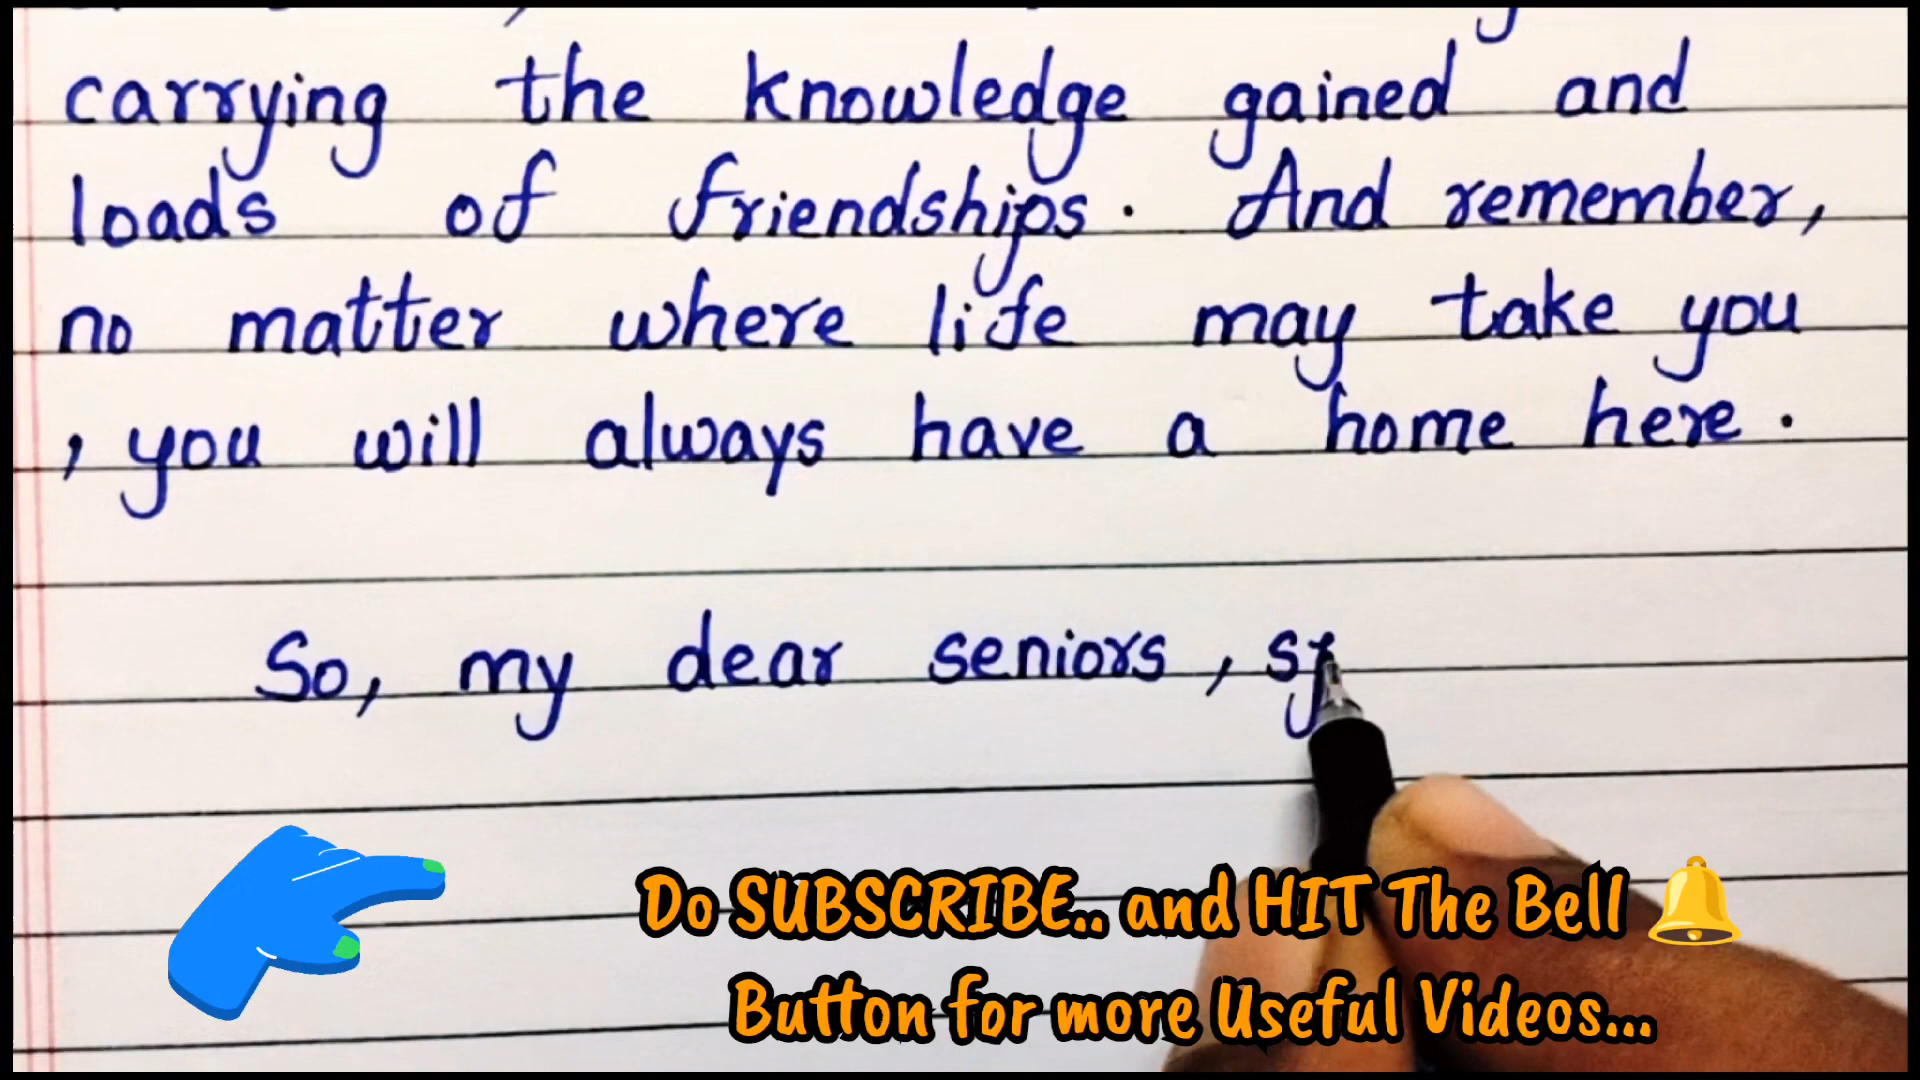 carrying the knowledge gained and
loads of friendships. And remember,
no matter where life may take you
, you will always have a home here.
So, my dear seniors, s
Do SUBSCRIBE.. and HIT The Bell
Button for more Useful Videos...